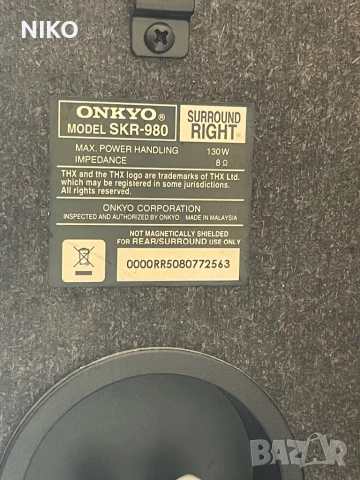 NIKO
ONKYO®
MODEL SKR-980
SURROUND
RIGHT
MAX. POWER HANDLING 130W
IMPEDANCE 8Ω
THX and the THX logo are trademarks of THX Ltd.
which may be registered in some jurisdictions.
All rights reserved.
ONKYO CORPORATION
INSPECTED AND AUTHORIZED BY ONKYO MADE IN MALAYSIA
NOT MAGNETICALLY SHIELDED
FOR REAR/SURROUND USE ONLY
0000RR5080772563
BAZAR
bg